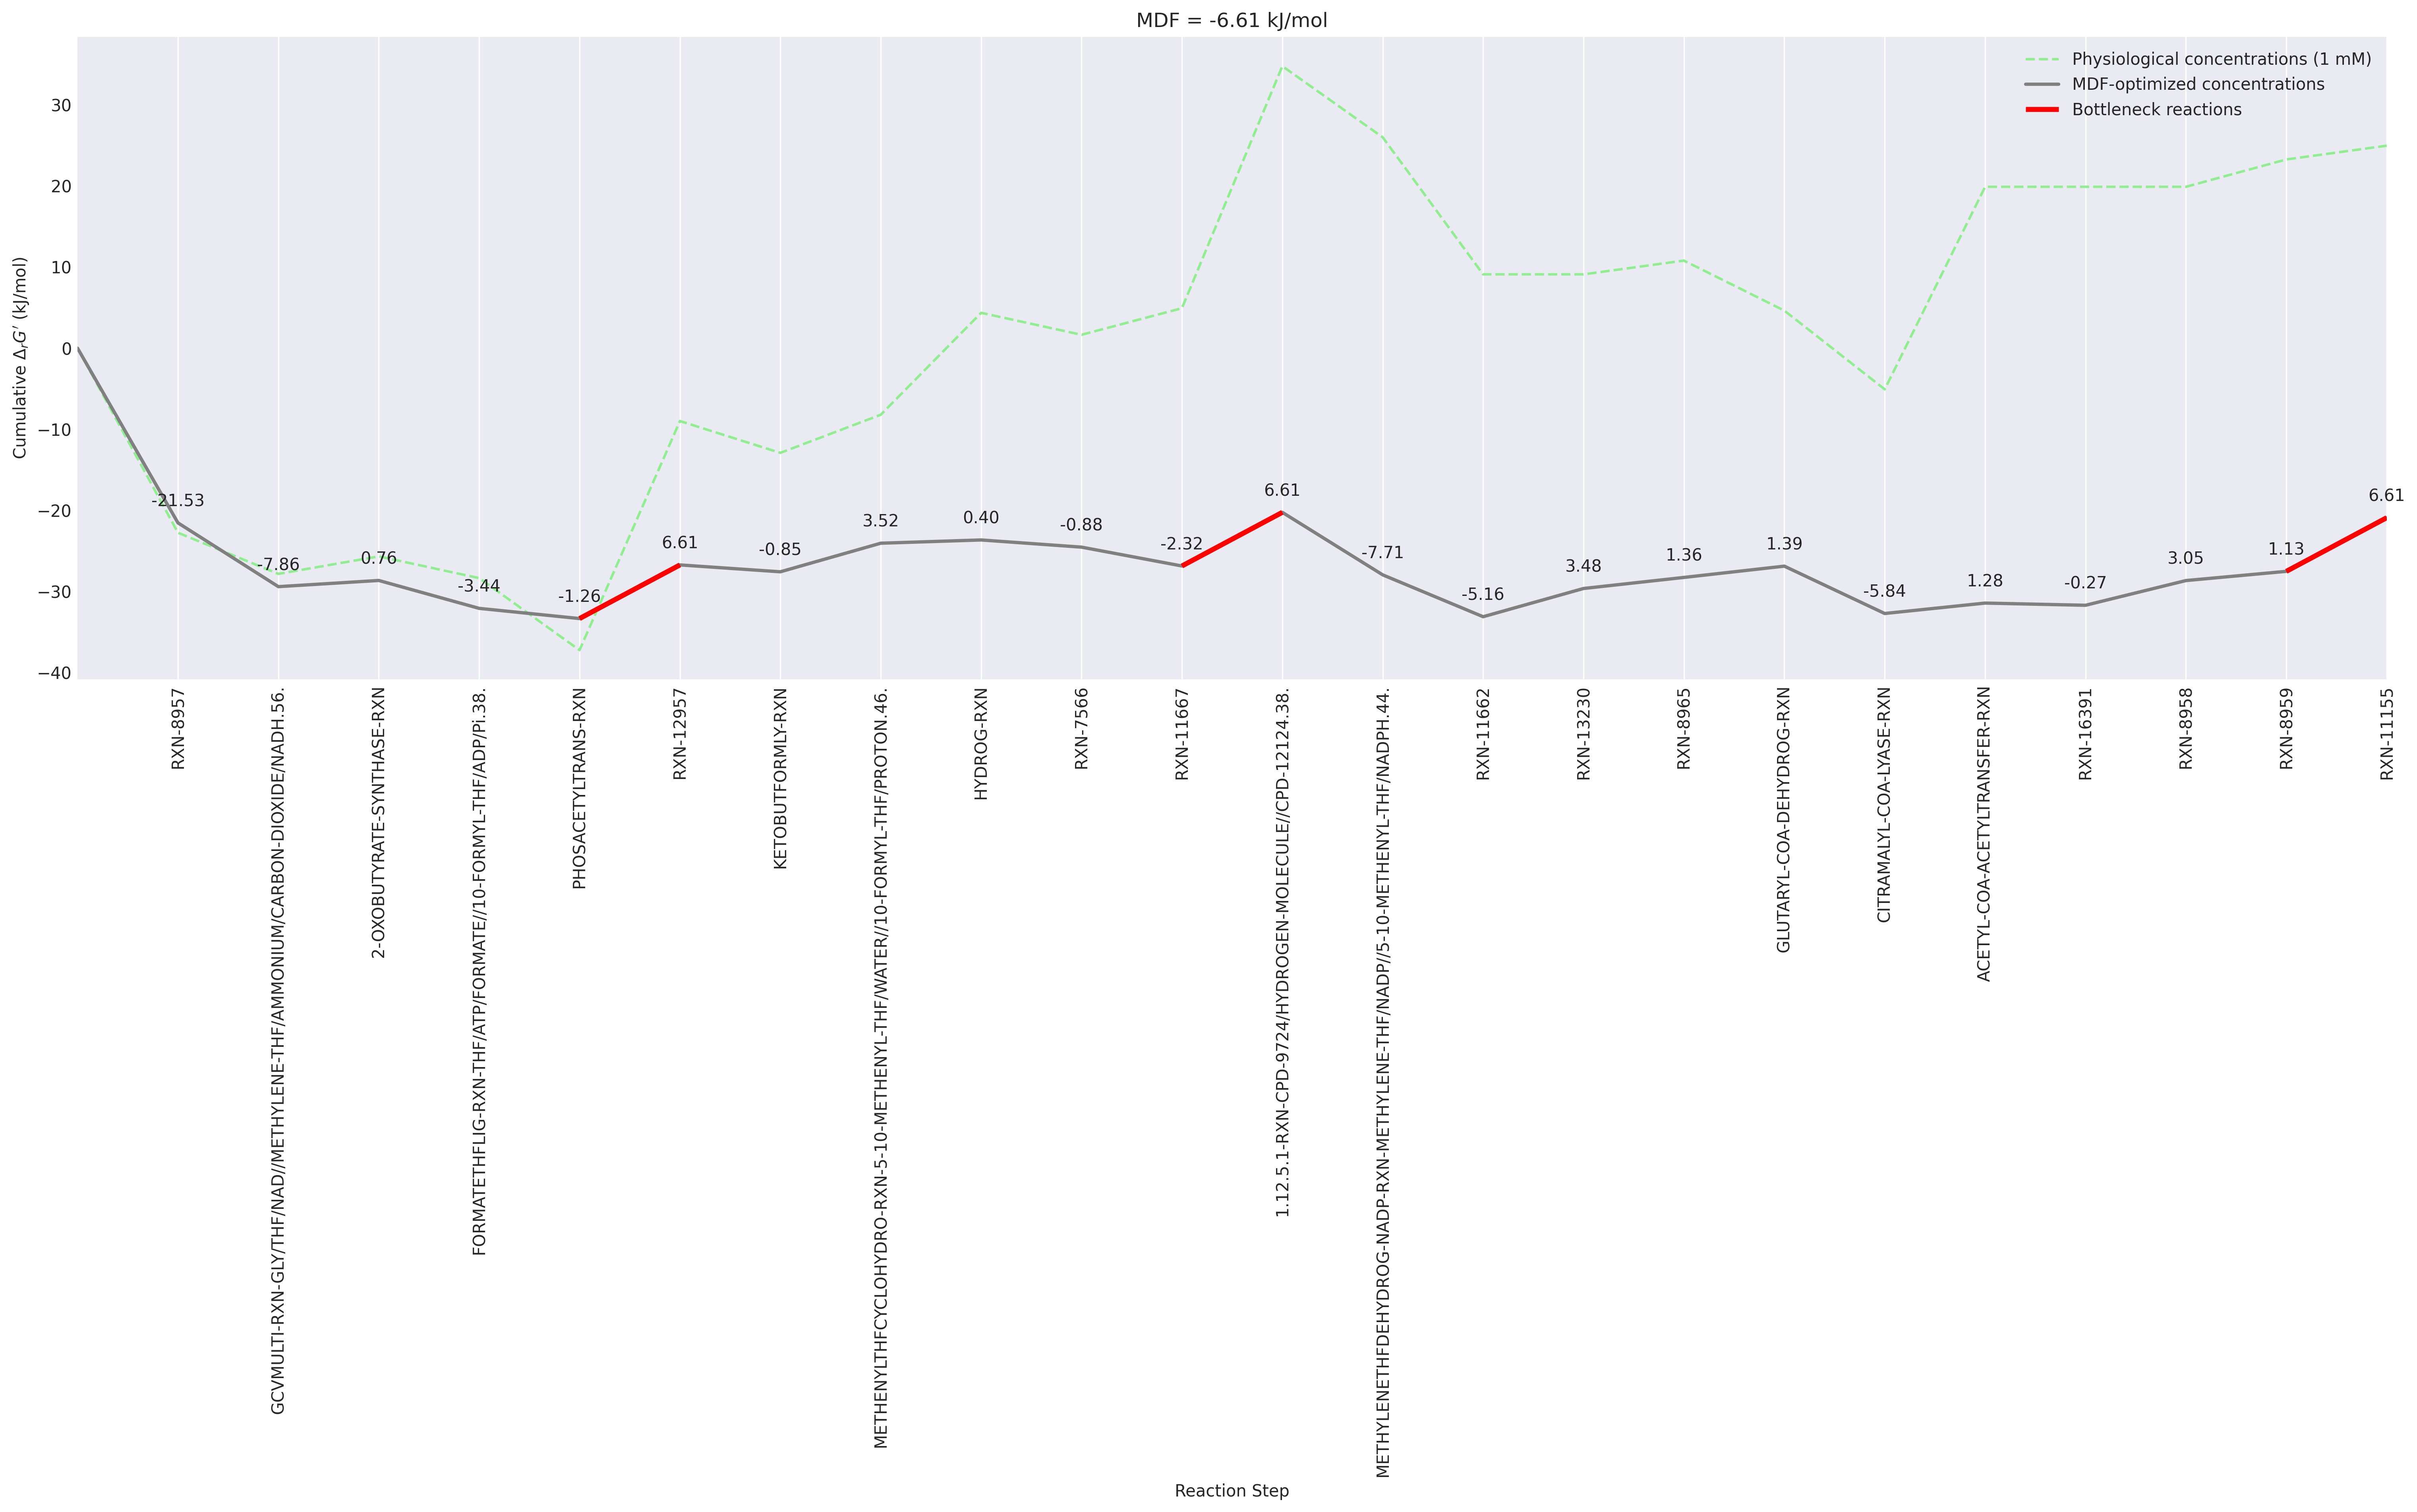 MDF = -6.61 kJ/mol
Physiological concentrations (1 mM)
MDF-optimized concentrations
Bottleneck reactions
Cumulative ΔrG′ (kJ/mol)
30
20
10
0
−10
−20
−30
−40
-21.53
-7.86
0.76
-3.44
-1.26
6.61
-0.85
3.52
0.40
-0.88
-2.32
6.61
-7.71
-5.16
3.48
1.36
1.39
-5.84
1.28
-0.27
3.05
1.13
6.61
RXN-8957
GCVMULTI-RXN-GLY/THF/NAD//METHYLENE-THF/AMMONIUM/CARBON-DIOXIDE/NADH.56.
2-OXOBUTYRATE-SYNTHASE-RXN
FORMATETHFLIG-RXN-THF/ATP/FORMATE//10-FORMYL-THF/ADP/Pi.38.
PHOSACETYLTRANS-RXN
RXN-12957
KETOBUTFORMLY-RXN
METHENYLTHFCYCLOHYDRO-RXN-5-10-METHENYL-THF/WATER//10-FORMYL-THF/PROTON.46.
HYDROG-RXN
RXN-7566
RXN-11667
1.12.5.1-RXN-CPD-9724/HYDROGEN-MOLECULE//CPD-12124.38.
METHYLENETHFDEHYDROG-NADP-RXN-METHYLENE-THF/NADP//5-10-METHENYL-THF/NADPH.44.
RXN-11662
RXN-13230
RXN-8965
GLUTARYL-COA-DEHYDROG-RXN
CITRAMALYL-COA-LYASE-RXN
ACETYL-COA-ACETYLTRANSFER-RXN
RXN-16391
RXN-8958
RXN-8959
RXN-11155
Reaction Step